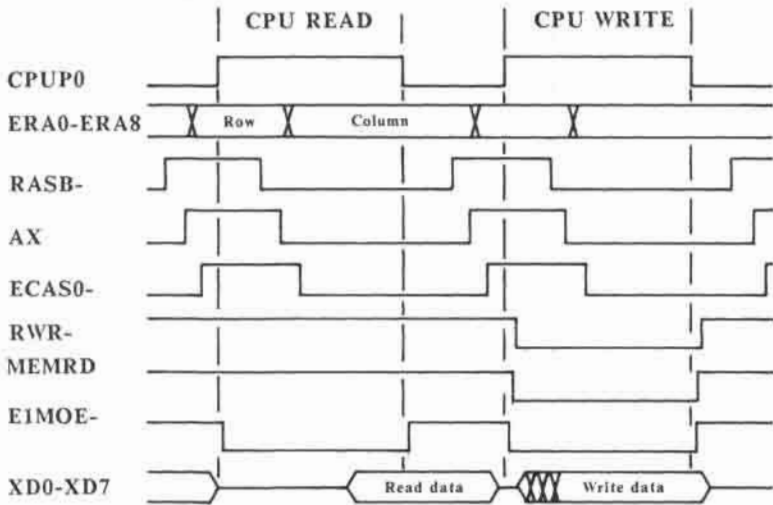 CPU READ CPU WRITE
CPUP0
ERA0-ERA8 Row Column
RASB-
AX
ECAS0-
RWR-
MEMRD
E1MOE-
XD0-XD7 Read data Write data